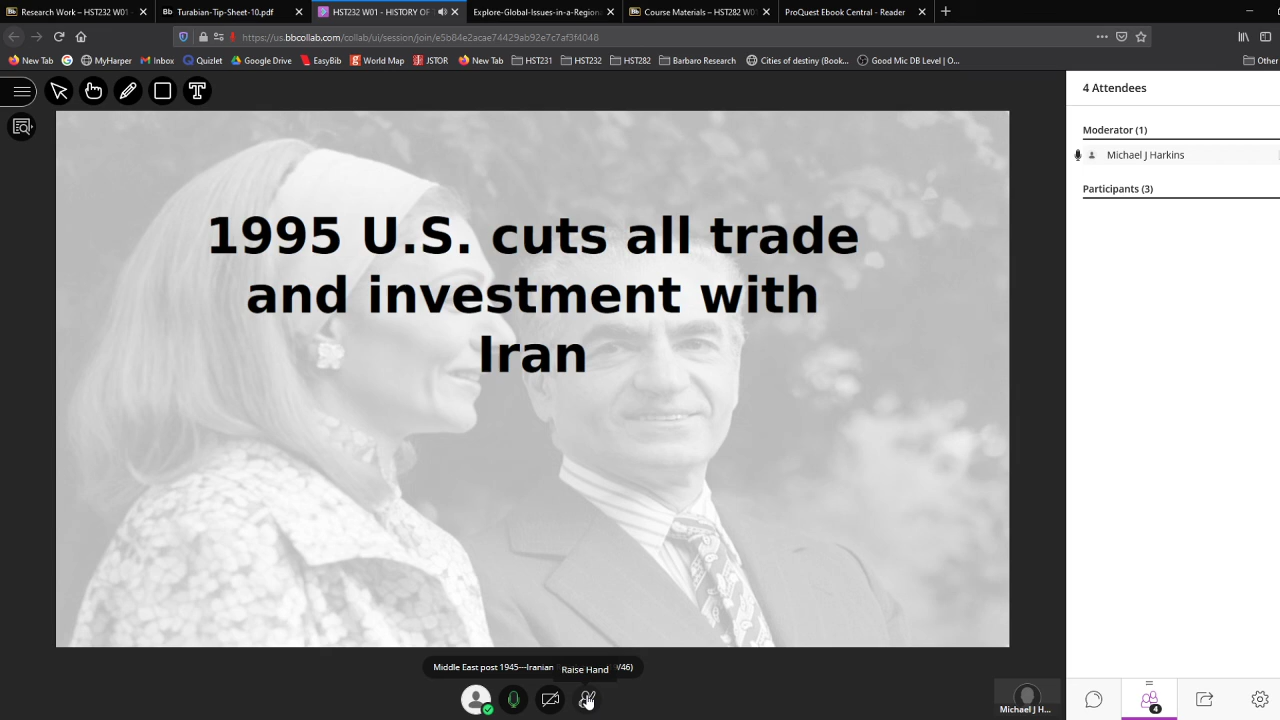 Research Work – HST232 W01 -
Turabian-Tip-Sheet-10.pdf
HST232 W01 - HISTORY OF
Explore-Global-Issues-in-a-Region
Course Materials – HST282 W01
ProQuest Ebook Central - Reader
https://us.bbcollab.com/collab/ui/session/join/e5b84e2acae74429ab92e7c7af3f4048
New Tab
MyHarper
Inbox
Quizlet
Google Drive
EasyBib
World Map
JSTOR
New Tab
HST231
HST232
HST282
Barbaro Research
Cities of destiny (Book...
Good Mic DB Level | O...
Other
4 Attendees
Moderator (1)
Michael J Harkins
Participants (3)
1995 U.S. cuts all trade
and investment with
Iran
Middle East post 1945---Iranian
/46)
Raise Hand
Michael J H...
4